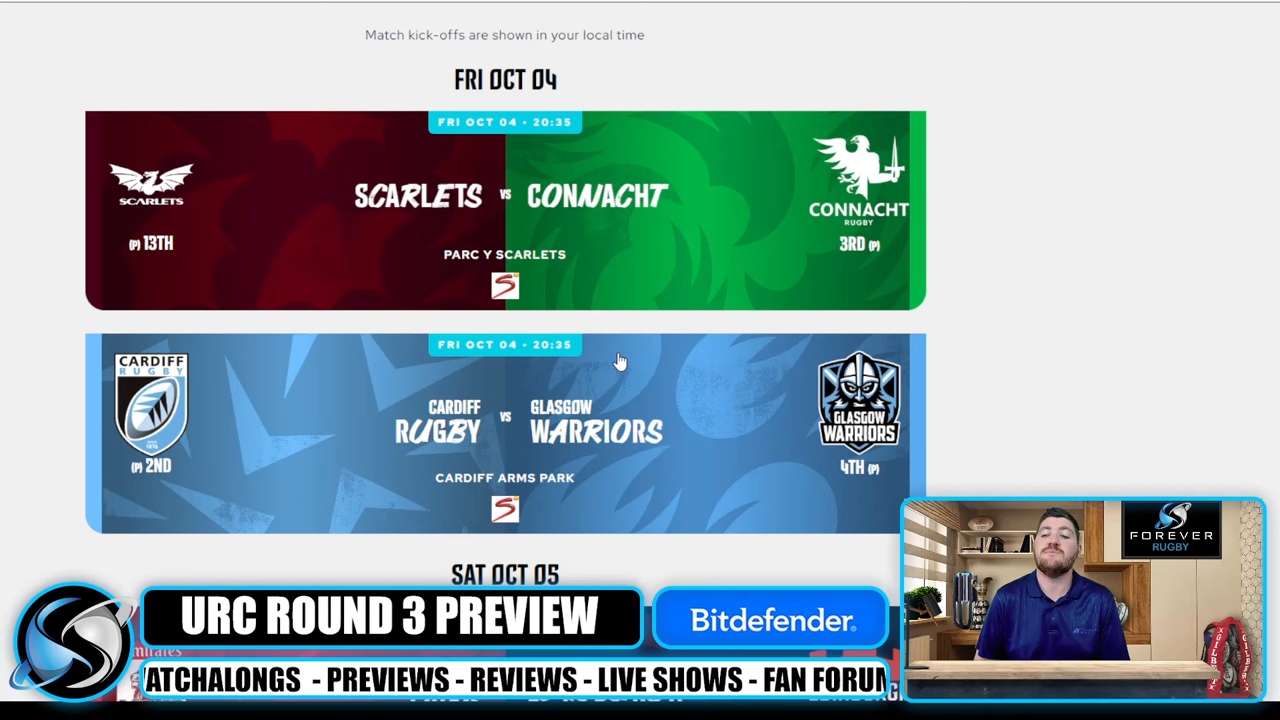 Match kick-offs are shown in your local time
FRI OCT 04
FRI OCT 04 • 20:35
SCARLETS
SCARLETS VS CONNACHT
CONNACHT
RUGBY
(P) 13TH
3RD (P)
PARC Y SCARLETS
S
FRI OCT 04 • 20:35
CARDIFF
RUGBY
CARDIFF RUGBY VS GLASGOW WARRIORS
GLASGOW
WARRIORS
(P) 2ND
4TH (P)
CARDIFF ARMS PARK
S
SAT OCT 05
FOREVER
RUGBY
URC ROUND 3 PREVIEW
Bitdefender
Emirates
ATCHALONGS - PREVIEWS - REVIEWS - LIVE SHOWS - FAN FORUM
GILBERT